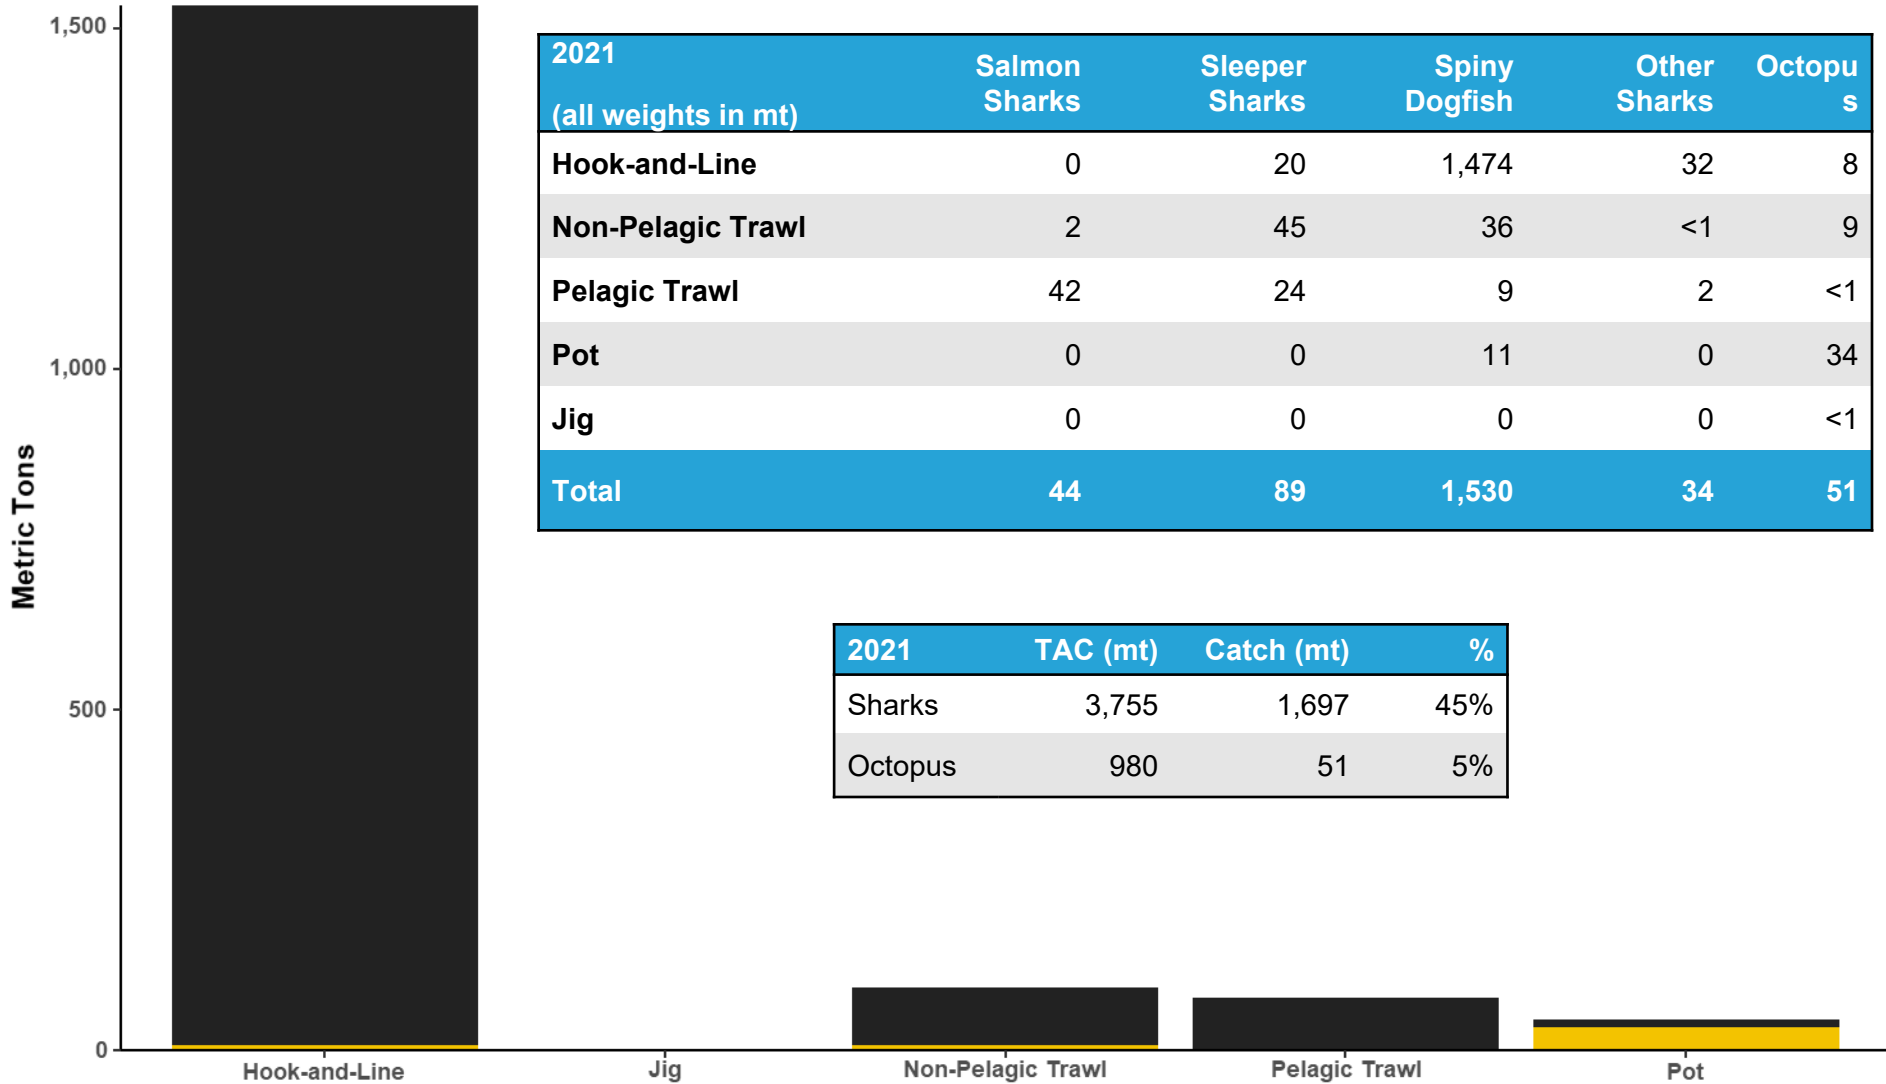 1,500
1,000
500
0
Metric Tons
2021
(all weights in mt)
Salmon Sharks
Sleeper Sharks
Spiny Dogfish
Other Sharks
Octopu
s
Hook-and-Line 0 20 1,474 32 8
Non-Pelagic Trawl 2 45 36 <1 9
Pelagic Trawl 42 24 9 2 <1
Pot 0 0 11 0 34
Jig 0 0 0 0 <1
Total 44 89 1,530 34 51
2021 TAC (mt) Catch (mt) %
Sharks 3,755 1,697 45%
Octopus 980 51 5%
Hook-and-Line Jig Non-Pelagic Trawl Pelagic Trawl Pot